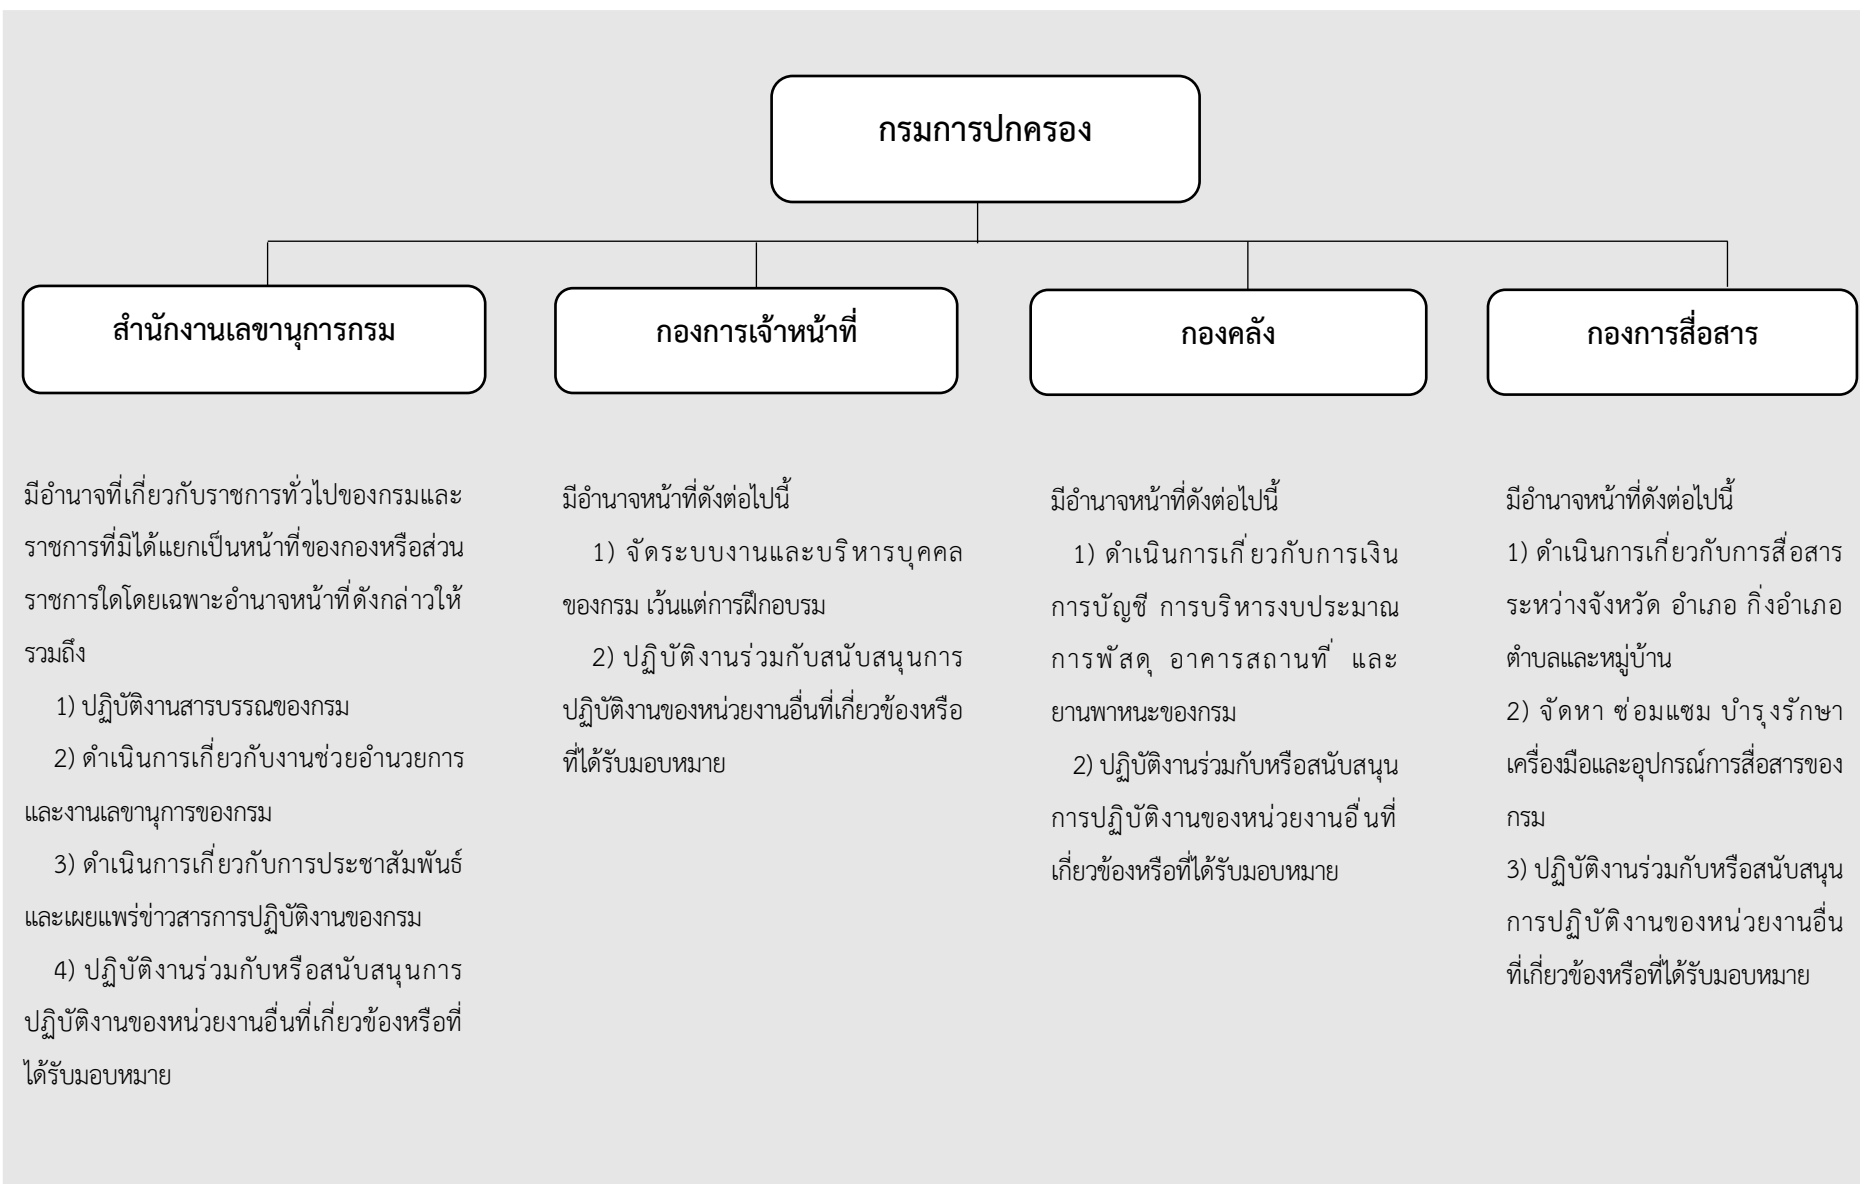 กรมการปกครอง
สำนักงานเลขานุการกรม
กองการเจ้าหน้าที่
กองคลัง
กองการสื่อสาร
มีอำนาจที่เกี่ยวกับราชการทั่วไปของกรมและ
ราชการที่มิได้แยกเป็นหน้าที่ของกองหรือส่วน
ราชการใดโดยเฉพาะอำนาจหน้าที่ดังกล่าวให้
รวมถึง
1) ปฏิบัติงานสารบรรณของกรม
2) ดำเนินการเกี่ยวกับงานช่วยอำนวยการ
และงานเลขานุการของกรม
3) ดำเนินการเกี่ยวกับการประชาสัมพันธ์
และเผยแพร่ข่าวสารการปฏิบัติงานของกรม
4) ปฏิบัติงานร่วมกับหรือสนับสนุนการ
ปฏิบัติงานของหน่วยงานอื่นที่เกี่ยวข้องหรือที่
ได้รับมอบหมาย
มีอำนาจหน้าที่ดังต่อไปนี้
1) จัดระบบงานและบริหารบุคคล
ของกรม เว้นแต่การฝึกอบรม
2) ปฏิบัติงานร่วมกับสนับสนุนการ
ปฏิบัติงานของหน่วยงานอื่นที่เกี่ยวข้องหรือ
ที่ได้รับมอบหมาย
มีอำนาจหน้าที่ดังต่อไปนี้
1) ดำเนินการเกี่ยวกับการเงิน
การบัญชี การบริหารงบประมาณ
การพัสดุ อาคารสถานที่ และ
ยานพาหนะของกรม
2) ปฏิบัติงานร่วมกับหรือสนับสนุน
การปฏิบัติงานของหน่วยงานอื่นที่
เกี่ยวข้องหรือที่ได้รับมอบหมาย
มีอำนาจหน้าที่ดังต่อไปนี้
1) ดำเนินการเกี่ยวกับการสื่อสาร
ระหว่างจังหวัด อำเภอ กิ่งอำเภอ
ตำบลและหมู่บ้าน
2) จัดหา ซ่อมแซม บำรุงรักษา
เครื่องมือและอุปกรณ์การสื่อสารของ
กรม
3) ปฏิบัติงานร่วมกับหรือสนับสนุน
การปฏิบัติงานของหน่วยงานอื่น
ที่เกี่ยวข้องหรือที่ได้รับมอบหมาย